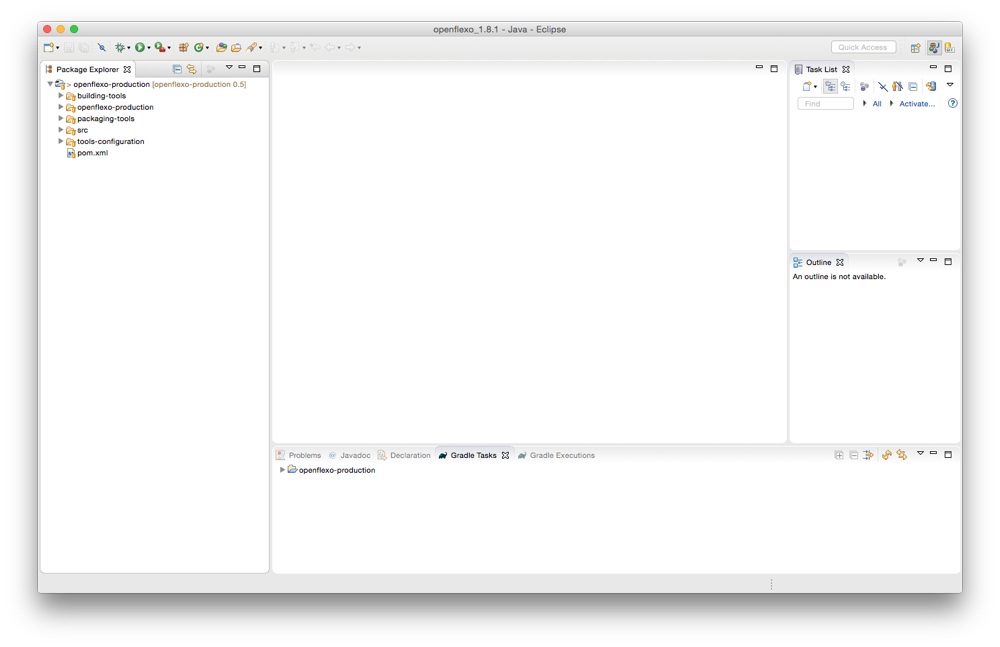 openflexo_1.8.1 - Java - Eclipse
Quick Access
Package Explorer
> openflexo-production [openflexo-production 0.5]
building-tools
openflexo-production
packaging-tools
src
tools-configuration
pom.xml
Task List
Find
All
Activate...
?
Outline
An outline is not available.
Problems
@ Javadoc
Declaration
Gradle Tasks
Gradle Executions
openflexo-production